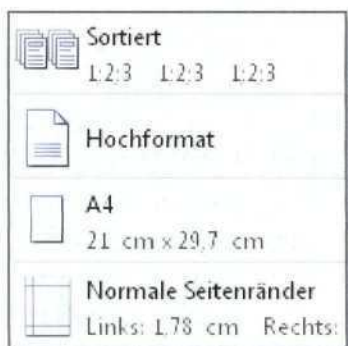 Sortiert
1;2;3 1;2;3 1;2;3
Hochformat
A4
21 cm x 29,7 cm
Normale Seitenränder
Links: 1,78 cm Rechts: